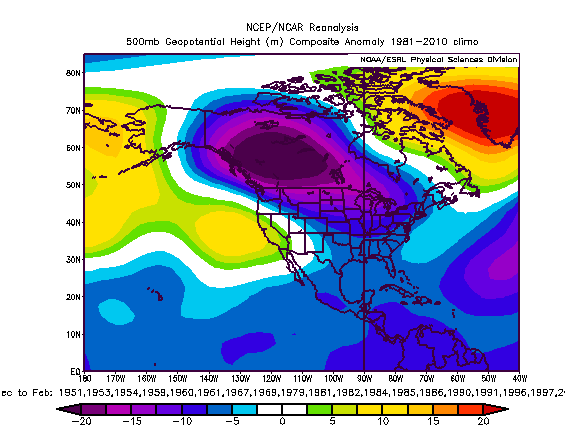 NCEP/NCAR Reanalysis
500mb Geopotential Height (m) Composite Anomaly 1981-2010 climo
NOAA/ESRL Physical Sciences Division
80N
70N
60N
50N
40N
30N
20N
10N
EQ
180 170W 160W 150W 140W 130W 120W 110W 100W 90W 80W 70W 60W 50W 40W
ec to Feb: 1951,1953,1954,1959,1960,1961,1967,1969,1979,1981,1982,1984,1985,1986,1990,1991,1996,1997,2
-20 -15 -10 -5 0 5 10 15 20